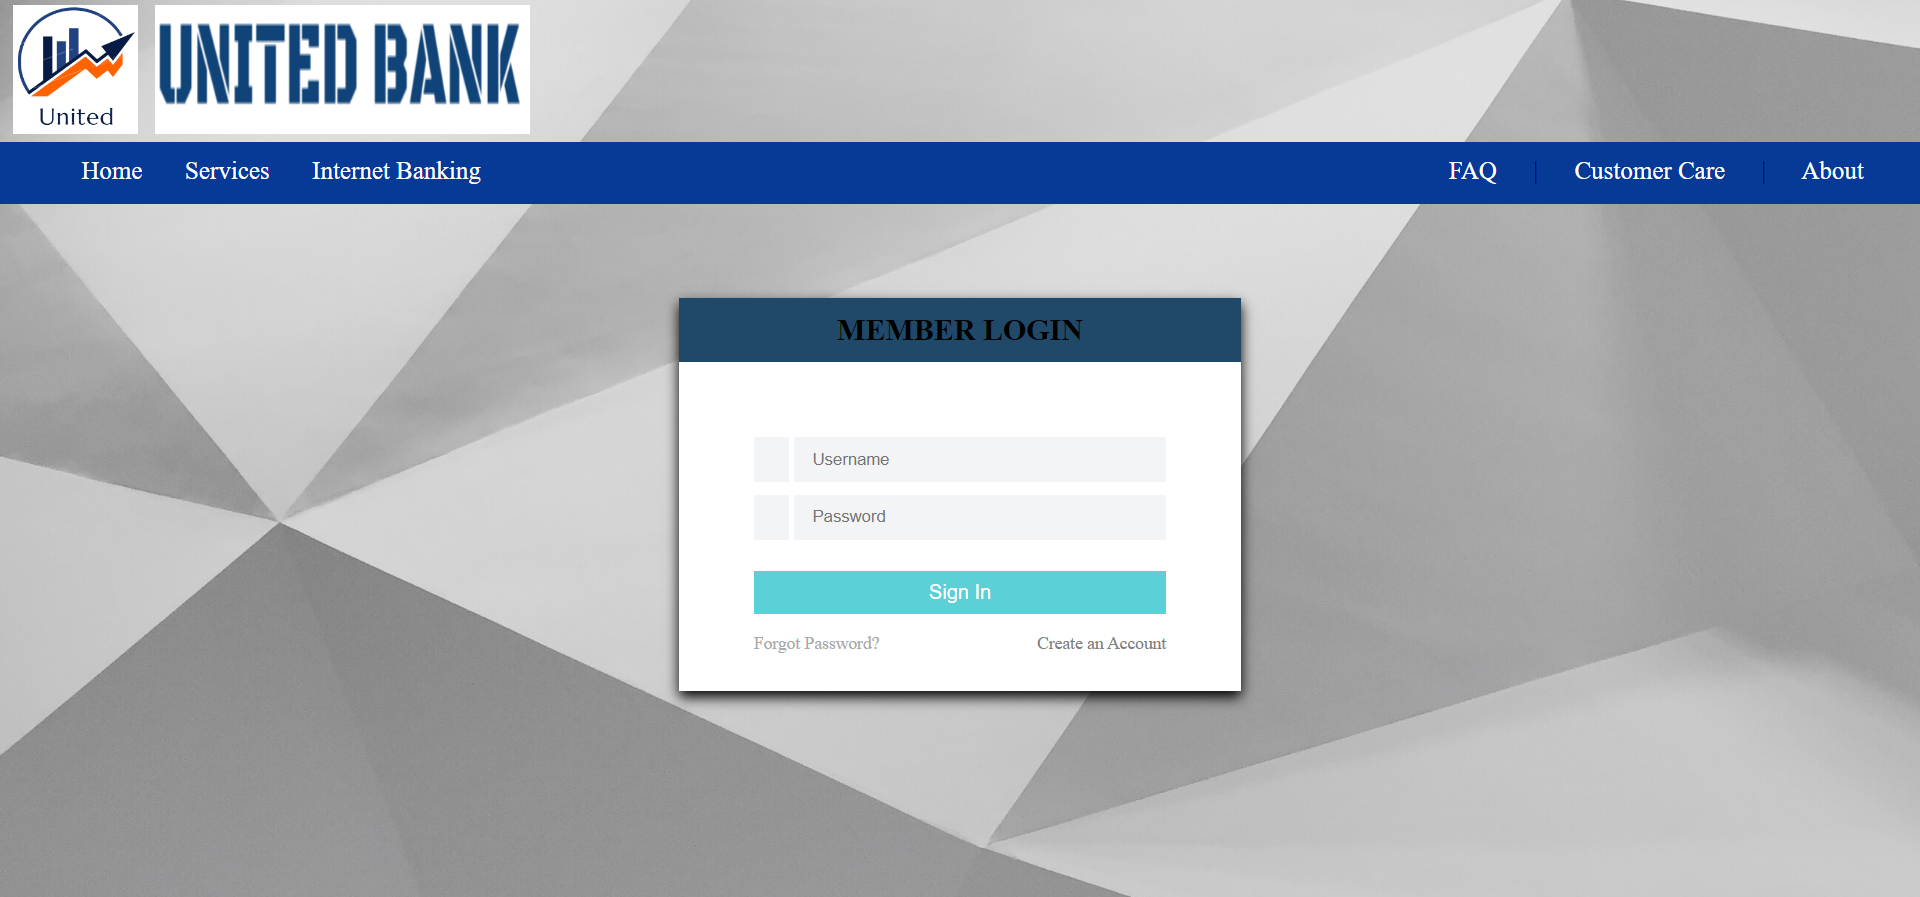 United
UNITED BANK
Home Services Internet Banking FAQ | Customer Care | About
MEMBER LOGIN
Username
Password
Sign In
Forgot Password? Create an Account